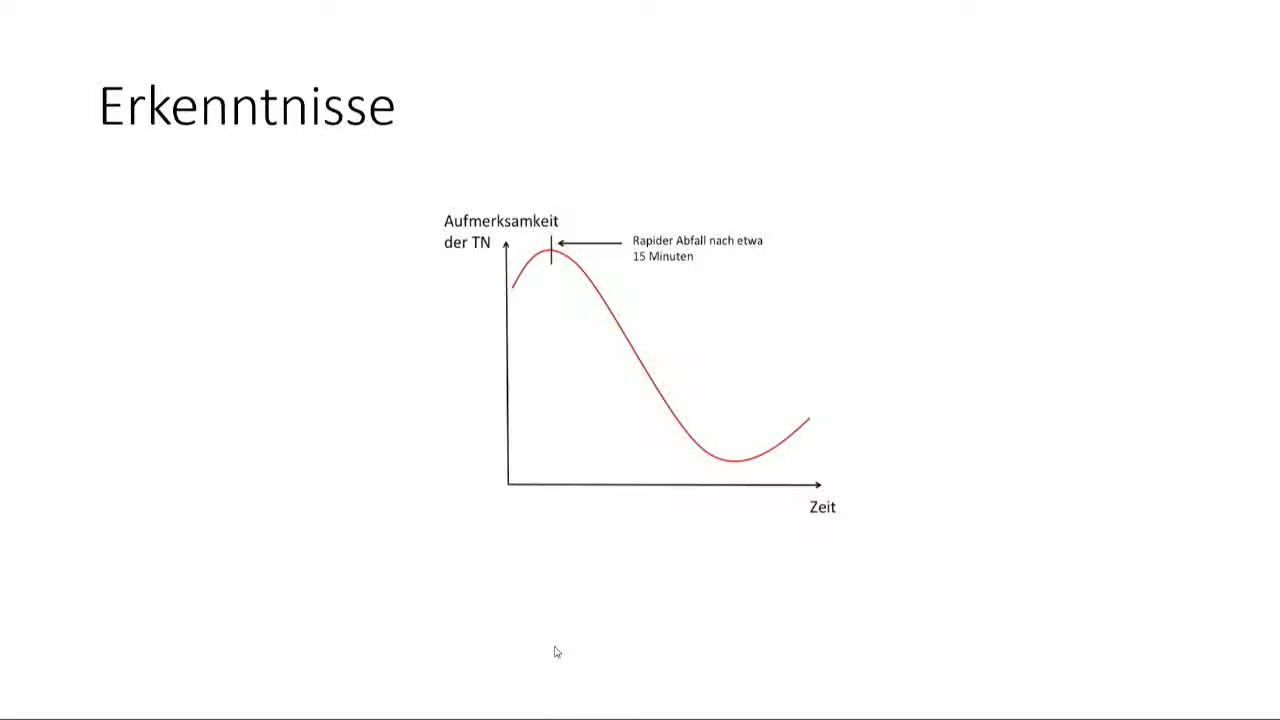 Erkenntnisse
Aufmerksamkeit
der TN
Rapider Abfall nach etwa
15 Minuten
Zeit